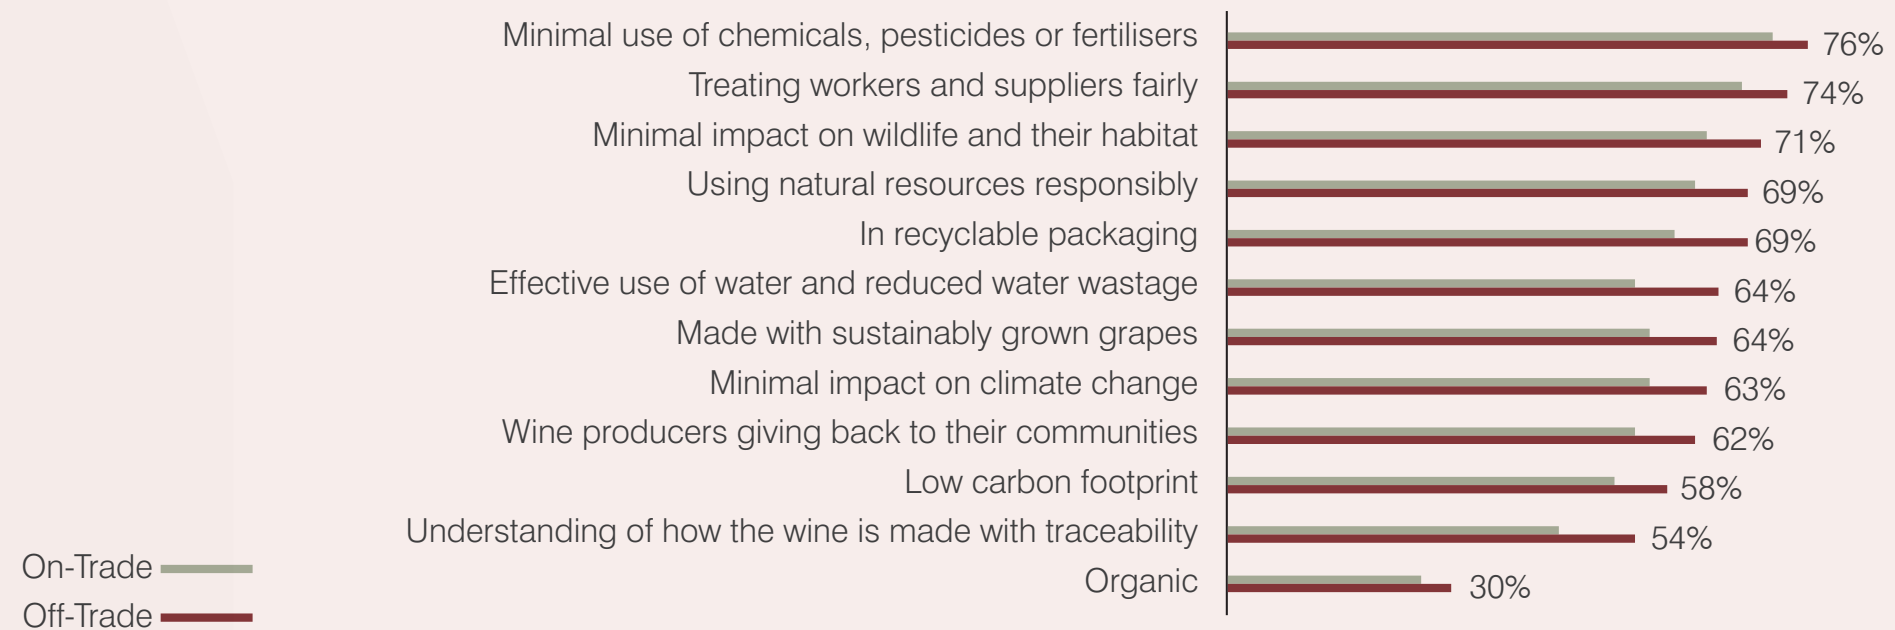 Minimal use of chemicals, pesticides or fertilisers 76%
Treating workers and suppliers fairly 74%
Minimal impact on wildlife and their habitat 71%
Using natural resources responsibly 69%
In recyclable packaging 69%
Effective use of water and reduced water wastage 64%
Made with sustainably grown grapes 64%
Minimal impact on climate change 63%
Wine producers giving back to their communities 62%
Low carbon footprint 58%
Understanding of how the wine is made with traceability 54%
On-Trade
Organic 30%
Off-Trade